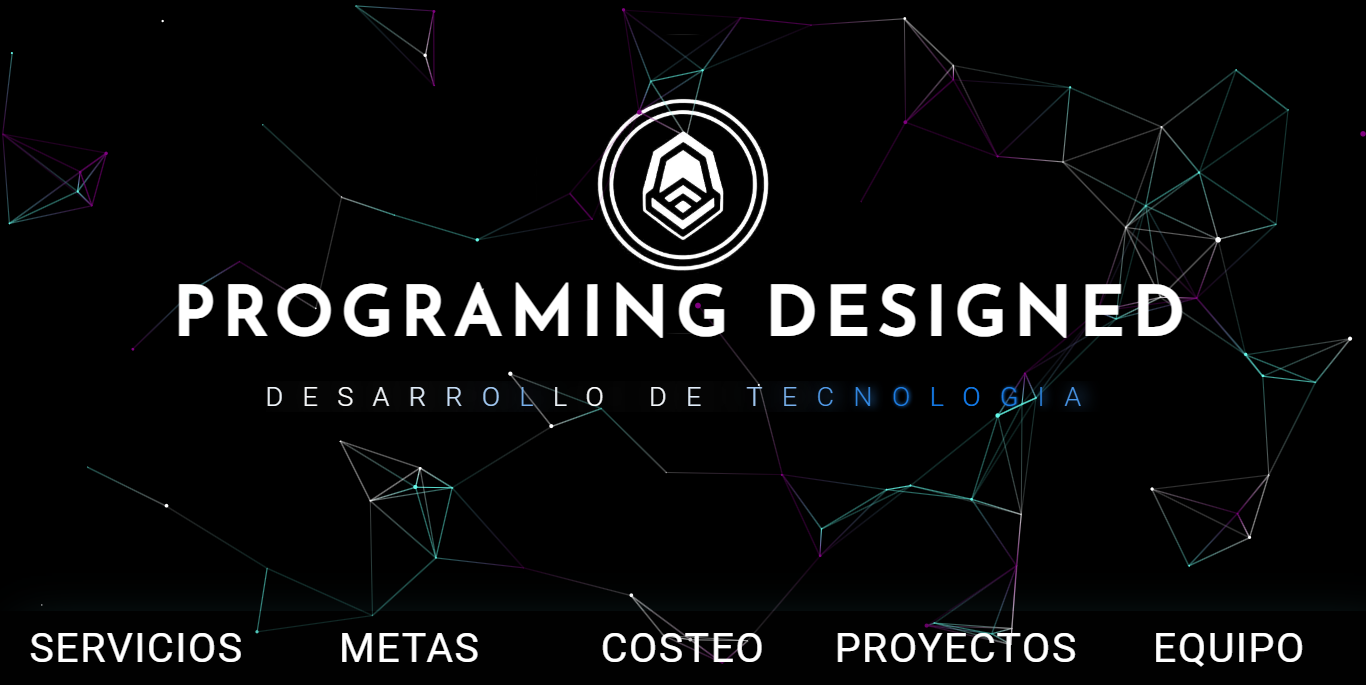 PROGRAMING DESIGNED
DESARROLLO DE TECNOLOGIA
SERVICIOS METAS COSTEO PROYECTOS EQUIPO